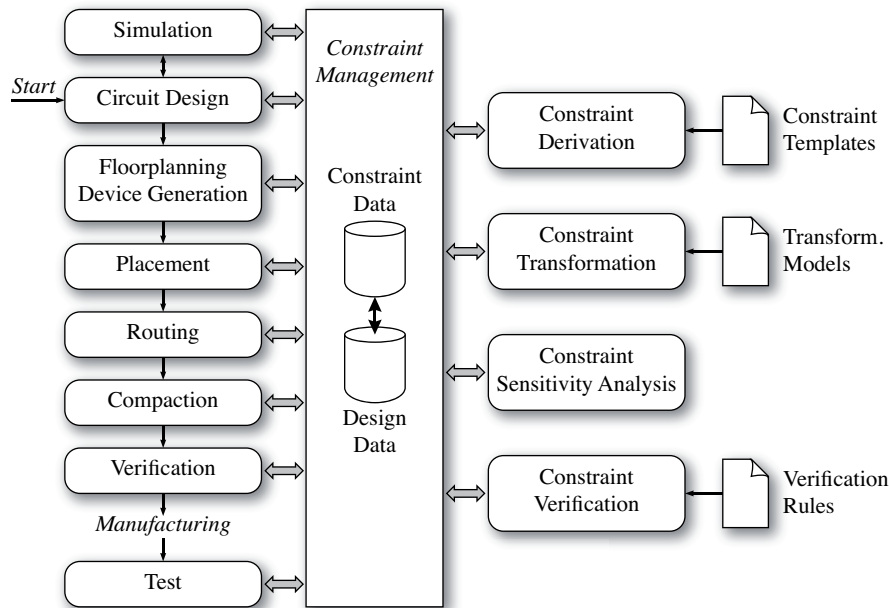 Simulation
Start
Circuit Design
Floorplanning
Device Generation
Placement
Routing
Compaction
Verification
Manufacturing
Test
Constraint
Management
Constraint
Data
Design
Data
Constraint
Derivation
Constraint
Templates
Constraint
Transformation
Transform.
Models
Constraint
Sensitivity Analysis
Constraint
Verification
Verification
Rules